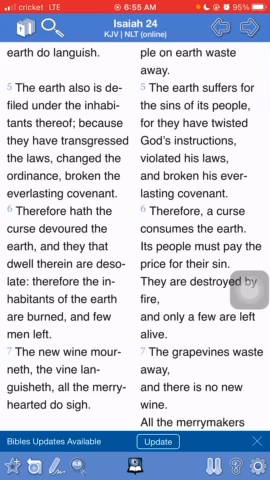 cricket LTE
6:55 AM
95%
Isaiah 24
KJV | NLT (online)
earth do languish.
5 The earth also is de-
filed under the inhabi-
tants thereof; because
they have transgressed
the laws, changed the
ordinance, broken the
everlasting covenant.
6 Therefore hath the
curse devoured the
earth, and they that
dwell therein are deso-
late: therefore the in-
habitants of the earth
are burned, and few
men left.
7 The new wine mour-
neth, the vine lan-
guisheth, all the merry-
hearted do sigh.
ple on earth waste
away.
5 The earth suffers for
the sins of its people,
for they have twisted
God's instructions,
violated his laws,
and broken his ever-
lasting covenant.
6 Therefore, a curse
consumes the earth.
Its people must pay the
price for their sin.
They are destroyed by
fire,
and only a few are left
alive.
7 The grapevines waste
away,
and there is no new
wine.
All the merrymakers
Bibles Updates Available
Update